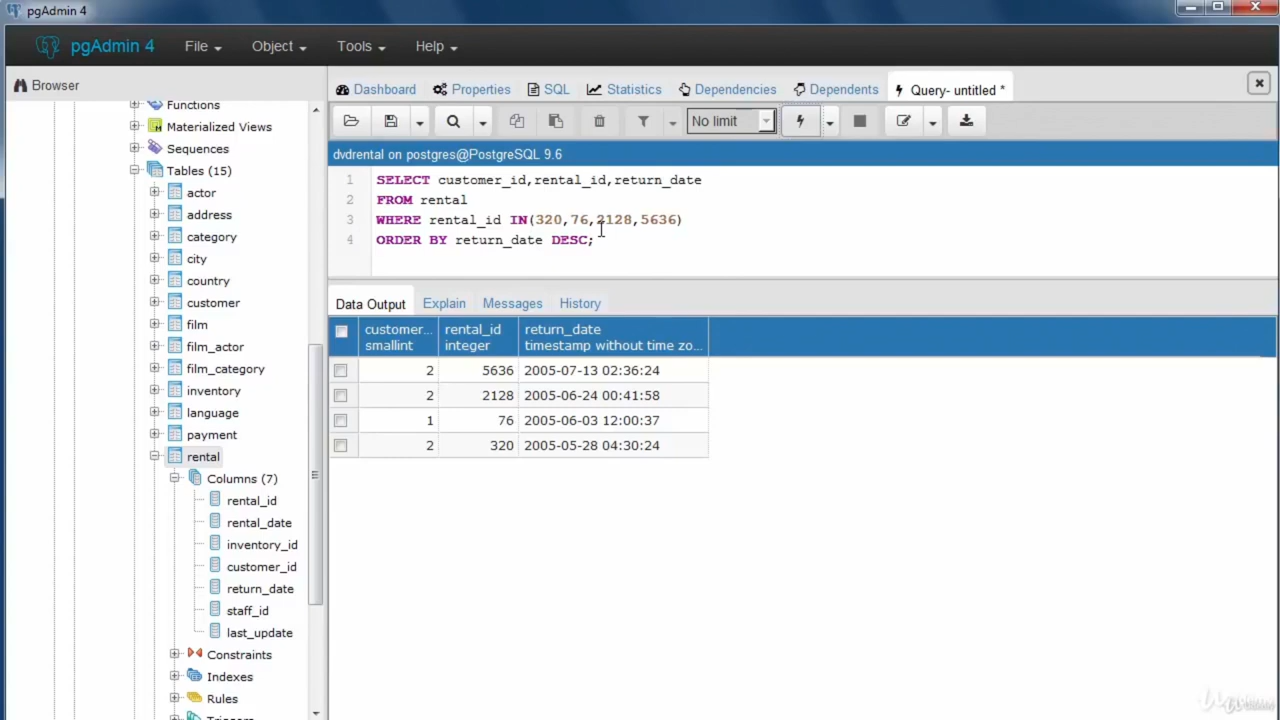 pgAdmin 4
pgAdmin 4 File Object Tools Help
Browser
Functions
Materialized Views
Sequences
Tables (15)
actor
address
category
city
country
customer
film
film_actor
film_category
inventory
language
payment
rental
Columns (7)
rental_id
rental_date
inventory_id
customer_id
return_date
staff_id
last_update
Constraints
Indexes
Rules
Triggers
Dashboard Properties SQL Statistics Dependencies Dependents Query- untitled *
No limit
dvdrental on postgres@PostgreSQL 9.6
1 SELECT customer_id,rental_id,return_date
2 FROM rental
3 WHERE rental_id IN(320,76,2128,5636)
4 ORDER BY return_date DESC;
Data Output Explain Messages History
customer... rental_id return_date
smallint integer timestamp without time zo...
2 5636 2005-07-13 02:36:24
2 2128 2005-06-24 00:41:58
1 76 2005-06-03 12:00:37
2 320 2005-05-28 04:30:24